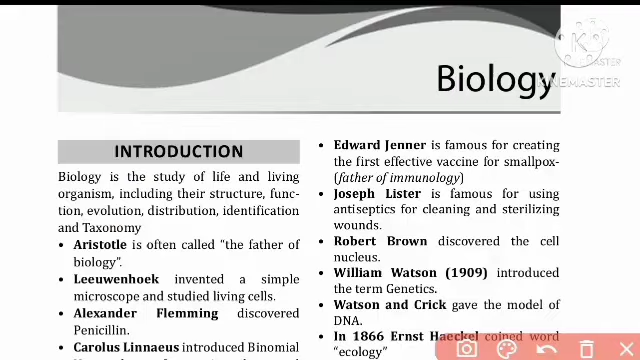 Biology
K
MASTER
KINEMASTER
INTRODUCTION
Biology is the study of life and living
organism, including their structure, func-
tion, evolution, distribution, identification
and Taxonomy
• Aristotle is often called “the father of
biology”.
• Leeuwenhoek invented a simple
microscope and studied living cells.
• Alexander Flemming discovered
Penicillin.
• Carolus Linnaeus introduced Binomial
• Edward Jenner is famous for creating
the first effective vaccine for smallpox-
(father of immunology)
• Joseph Lister is famous for using
antiseptics for cleaning and sterilizing
wounds.
• Robert Brown discovered the cell
nucleus.
• William Watson (1909) introduced
the term Genetics.
• Watson and Crick gave the model of
DNA.
• In 1866 Ernst Haeckel coined word
“ecology”